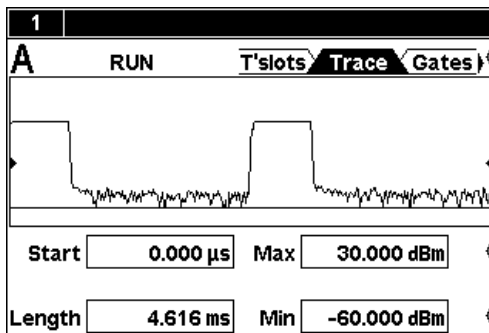 1
A RUN T'slots Trace Gates
Start 0.000 µs Max 30.000 dBm
Length 4.616 ms Min -60.000 dBm